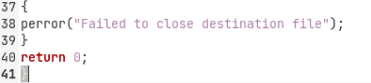 37 {
38 perror("Failed to close destination file");
39 }
40 return 0;
41 }